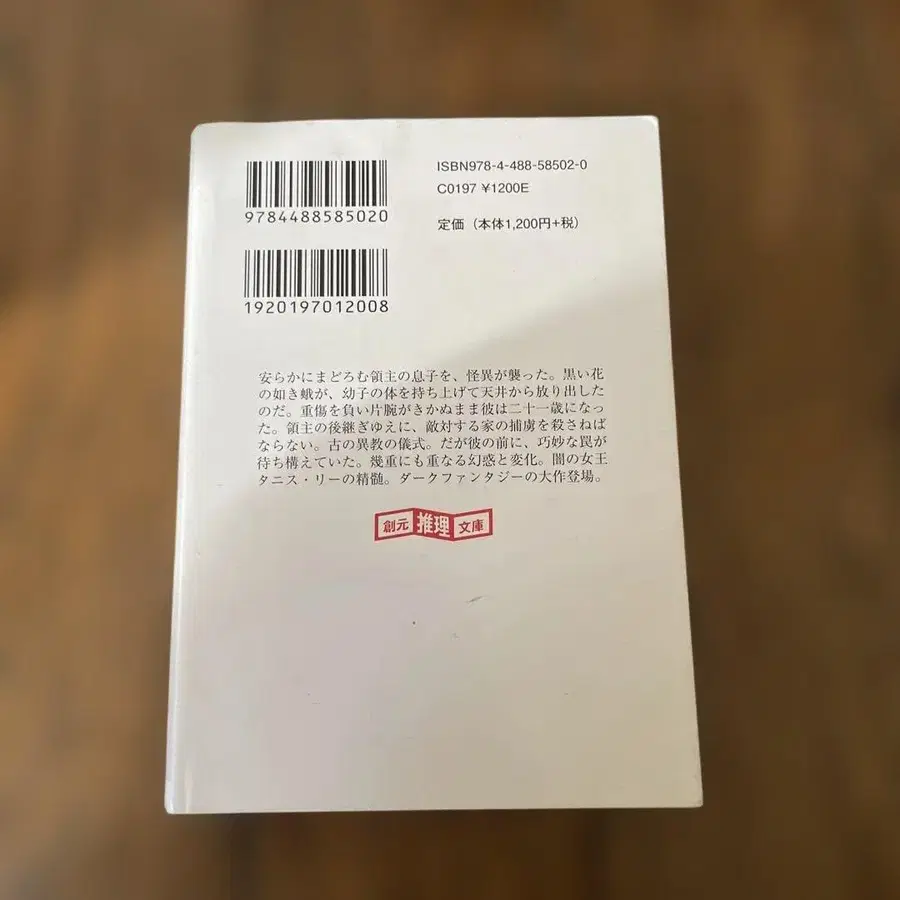 9784488585020
ISBN978-4-488-58502-0
C0197 ¥1200E
定価（本体1,200円+税）
1920197012008
安らかにまどろむ領主の息子を、怪異が襲った。黒い花
の如き蛾が、幼子の体を持ち上げて天井から放り出した
のだ。重傷を負い片腕がきかぬまま彼は二十一歳になっ
た。領主の後継ぎゆえに、敵対する家の捕虜を殺さねば
ならない。古の異教の儀式。だが彼の前に、巧妙な罠が
待ち構えていた。幾重にも重なる幻惑と変化。闇の女王
タニス・リーの精髄。ダークファンタジーの大作登場。
創元推理文庫